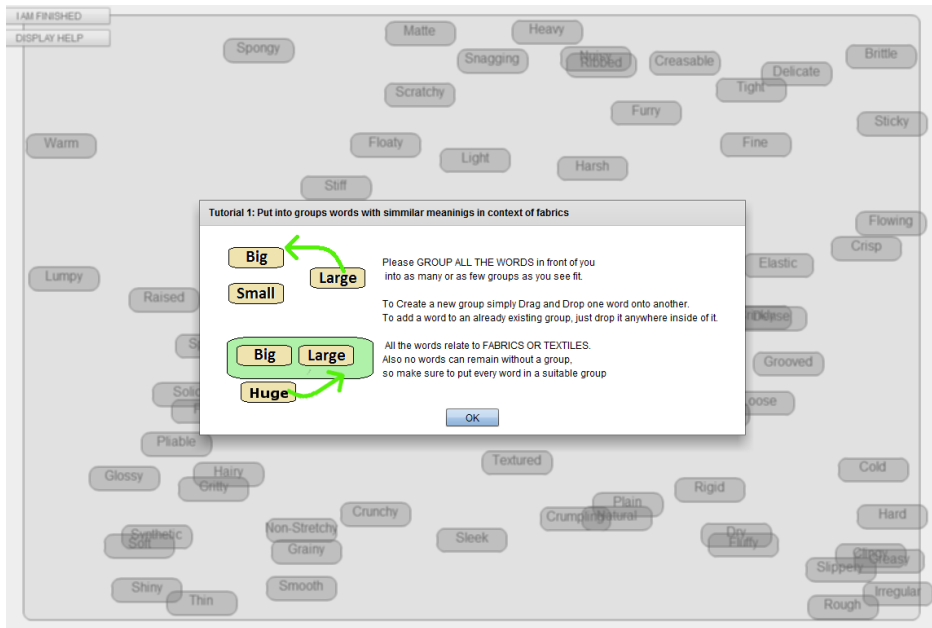 I AM FINISHED
DISPLAY HELP
Matte
Heavy
Spongy
Snagging
Ribbed
Creasable
Brittle
Delicate
Tight
Scratchy
Furry
Sticky
Warm
Floaty
Fine
Light
Harsh
Stiff
Tutorial 1: Put into groups words with simmilar meaninigs in context of fabrics
Flowing
Crisp
Big
Large
Small
Please GROUP ALL THE WORDS in front of you
into as many or as few groups as you see fit.
Elastic
Lumpy
Raised
To Create a new group simply Drag and Drop one word onto another.
To add a word to an already existing group, just drop it anywhere inside of it.
Big
Large
Huge
All the words relate to FABRICS OR TEXTILES.
Also no words can remain without a group,
so make sure to put every word in a suitable group
Grooved
OK
Pliable
Textured
Glossy
Hairy
Gritty
Cold
Rigid
Plain
Crumpling
Natural
Crunchy
Hard
Synthetic
Soft
Non-Stretchy
Grainy
Sleek
Dry
Fluffy
Clingy
Greasy
Slippery
Shiny
Thin
Smooth
Irregular
Rough